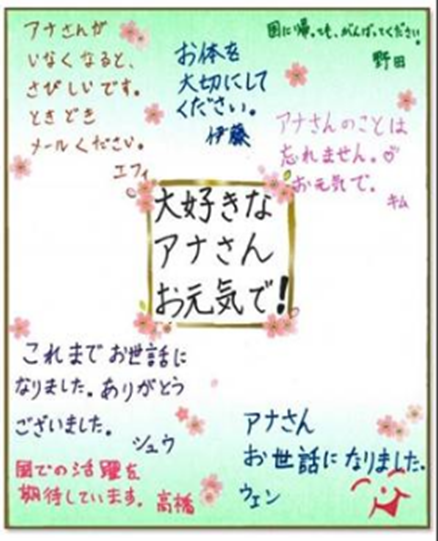 アナさんが
いなくなると、
さびしいです。
ときどき
メールください。
エフィ
お体を
大切にして
ください。
伊藤
国に帰っても、がんばってください。
野田
アナさんのことは
忘れません。♡
お元気で。
キム
大好きな
アナさん
お元気で!
これまでお世話に
なりました。ありがとう
ございました。
シュウ
国での活躍を
期待しています。高橋
アナさん
お世話になりました。
ウェン